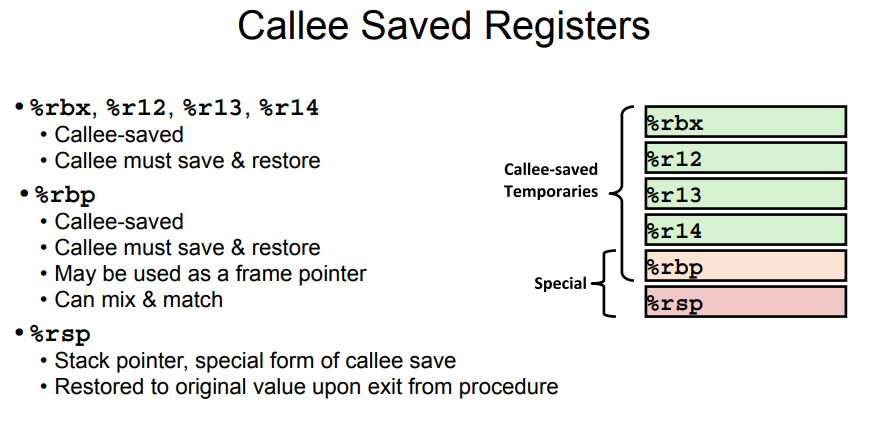 Callee Saved Registers
• %rbx, %r12, %r13, %r14
• Callee-saved
• Callee must save & restore
• %rbp
• Callee-saved
• Callee must save & restore
• May be used as a frame pointer
• Can mix & match
• %rsp
• Stack pointer, special form of callee save
• Restored to original value upon exit from procedure
Callee-saved
Temporaries
Special
%rbx
%r12
%r13
%r14
%rbp
%rsp